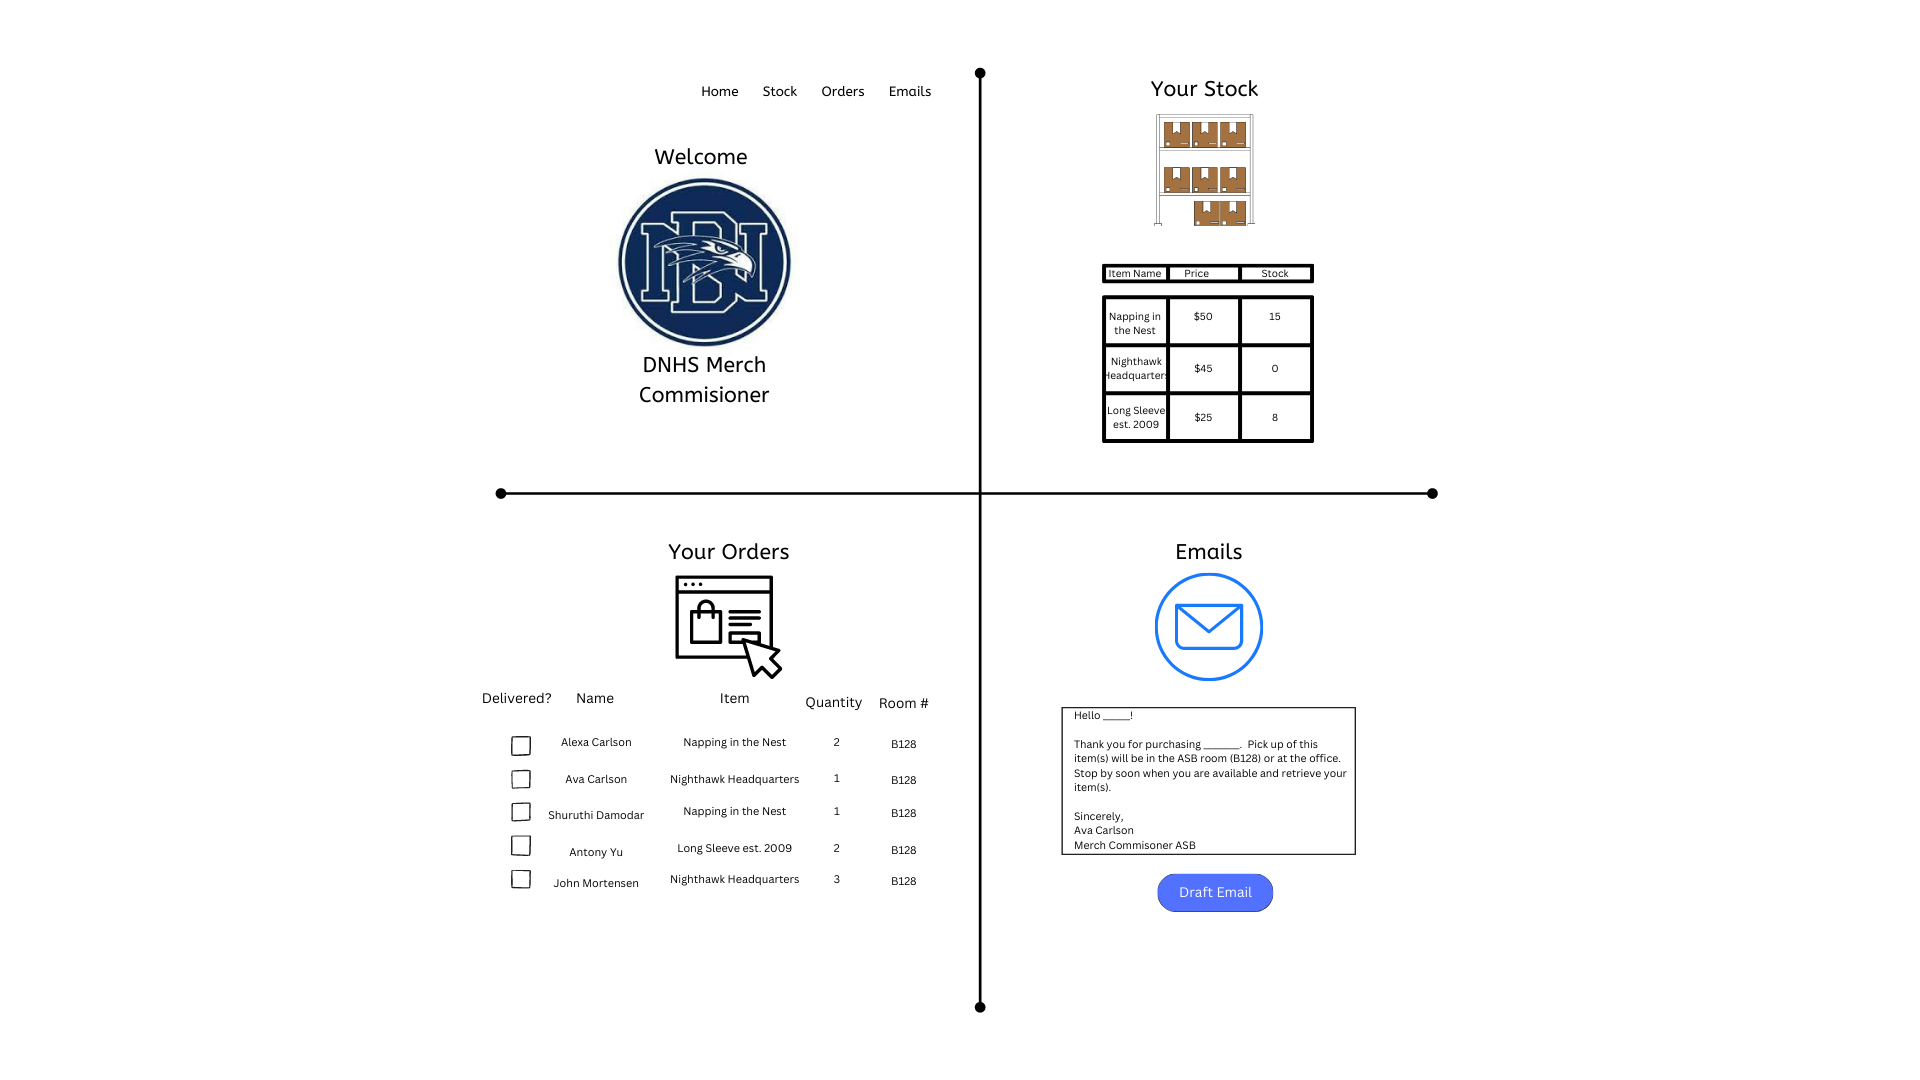 Home Stock Orders Emails
Welcome
DBN
DNHS Merch
Commisioner
Your Stock
Item Name Price Stock
Napping in
the Nest
$50 15
Nighthawk
Headquarters
$45 0
Long Sleeve
est. 2009
$25 8
Your Orders
Delivered? Name Item Quantity Room #
Alexa Carlson Napping in the Nest 2 B128
Ava Carlson Nighthawk Headquarters 1 B128
Shuruthi Damodar Napping in the Nest 1 B128
Antony Yu Long Sleeve est. 2009 2 B128
John Mortensen Nighthawk Headquarters 3 B128
Emails
Hello _____!
Thank you for purchasing _______. Pick up of this
item(s) will be in the ASB room (B128) or at the office.
Stop by soon when you are available and retrieve your
item(s).
Sincerely,
Ava Carlson
Merch Commisoner ASB
Draft Email